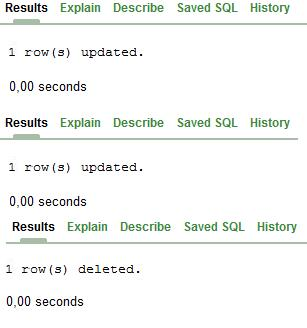 Results Explain Describe Saved SQL History
1 row(s) updated.
0,00 seconds
Results Explain Describe Saved SQL History
1 row(s) updated.
0,00 seconds
Results Explain Describe Saved SQL History
1 row(s) deleted.
0,00 seconds